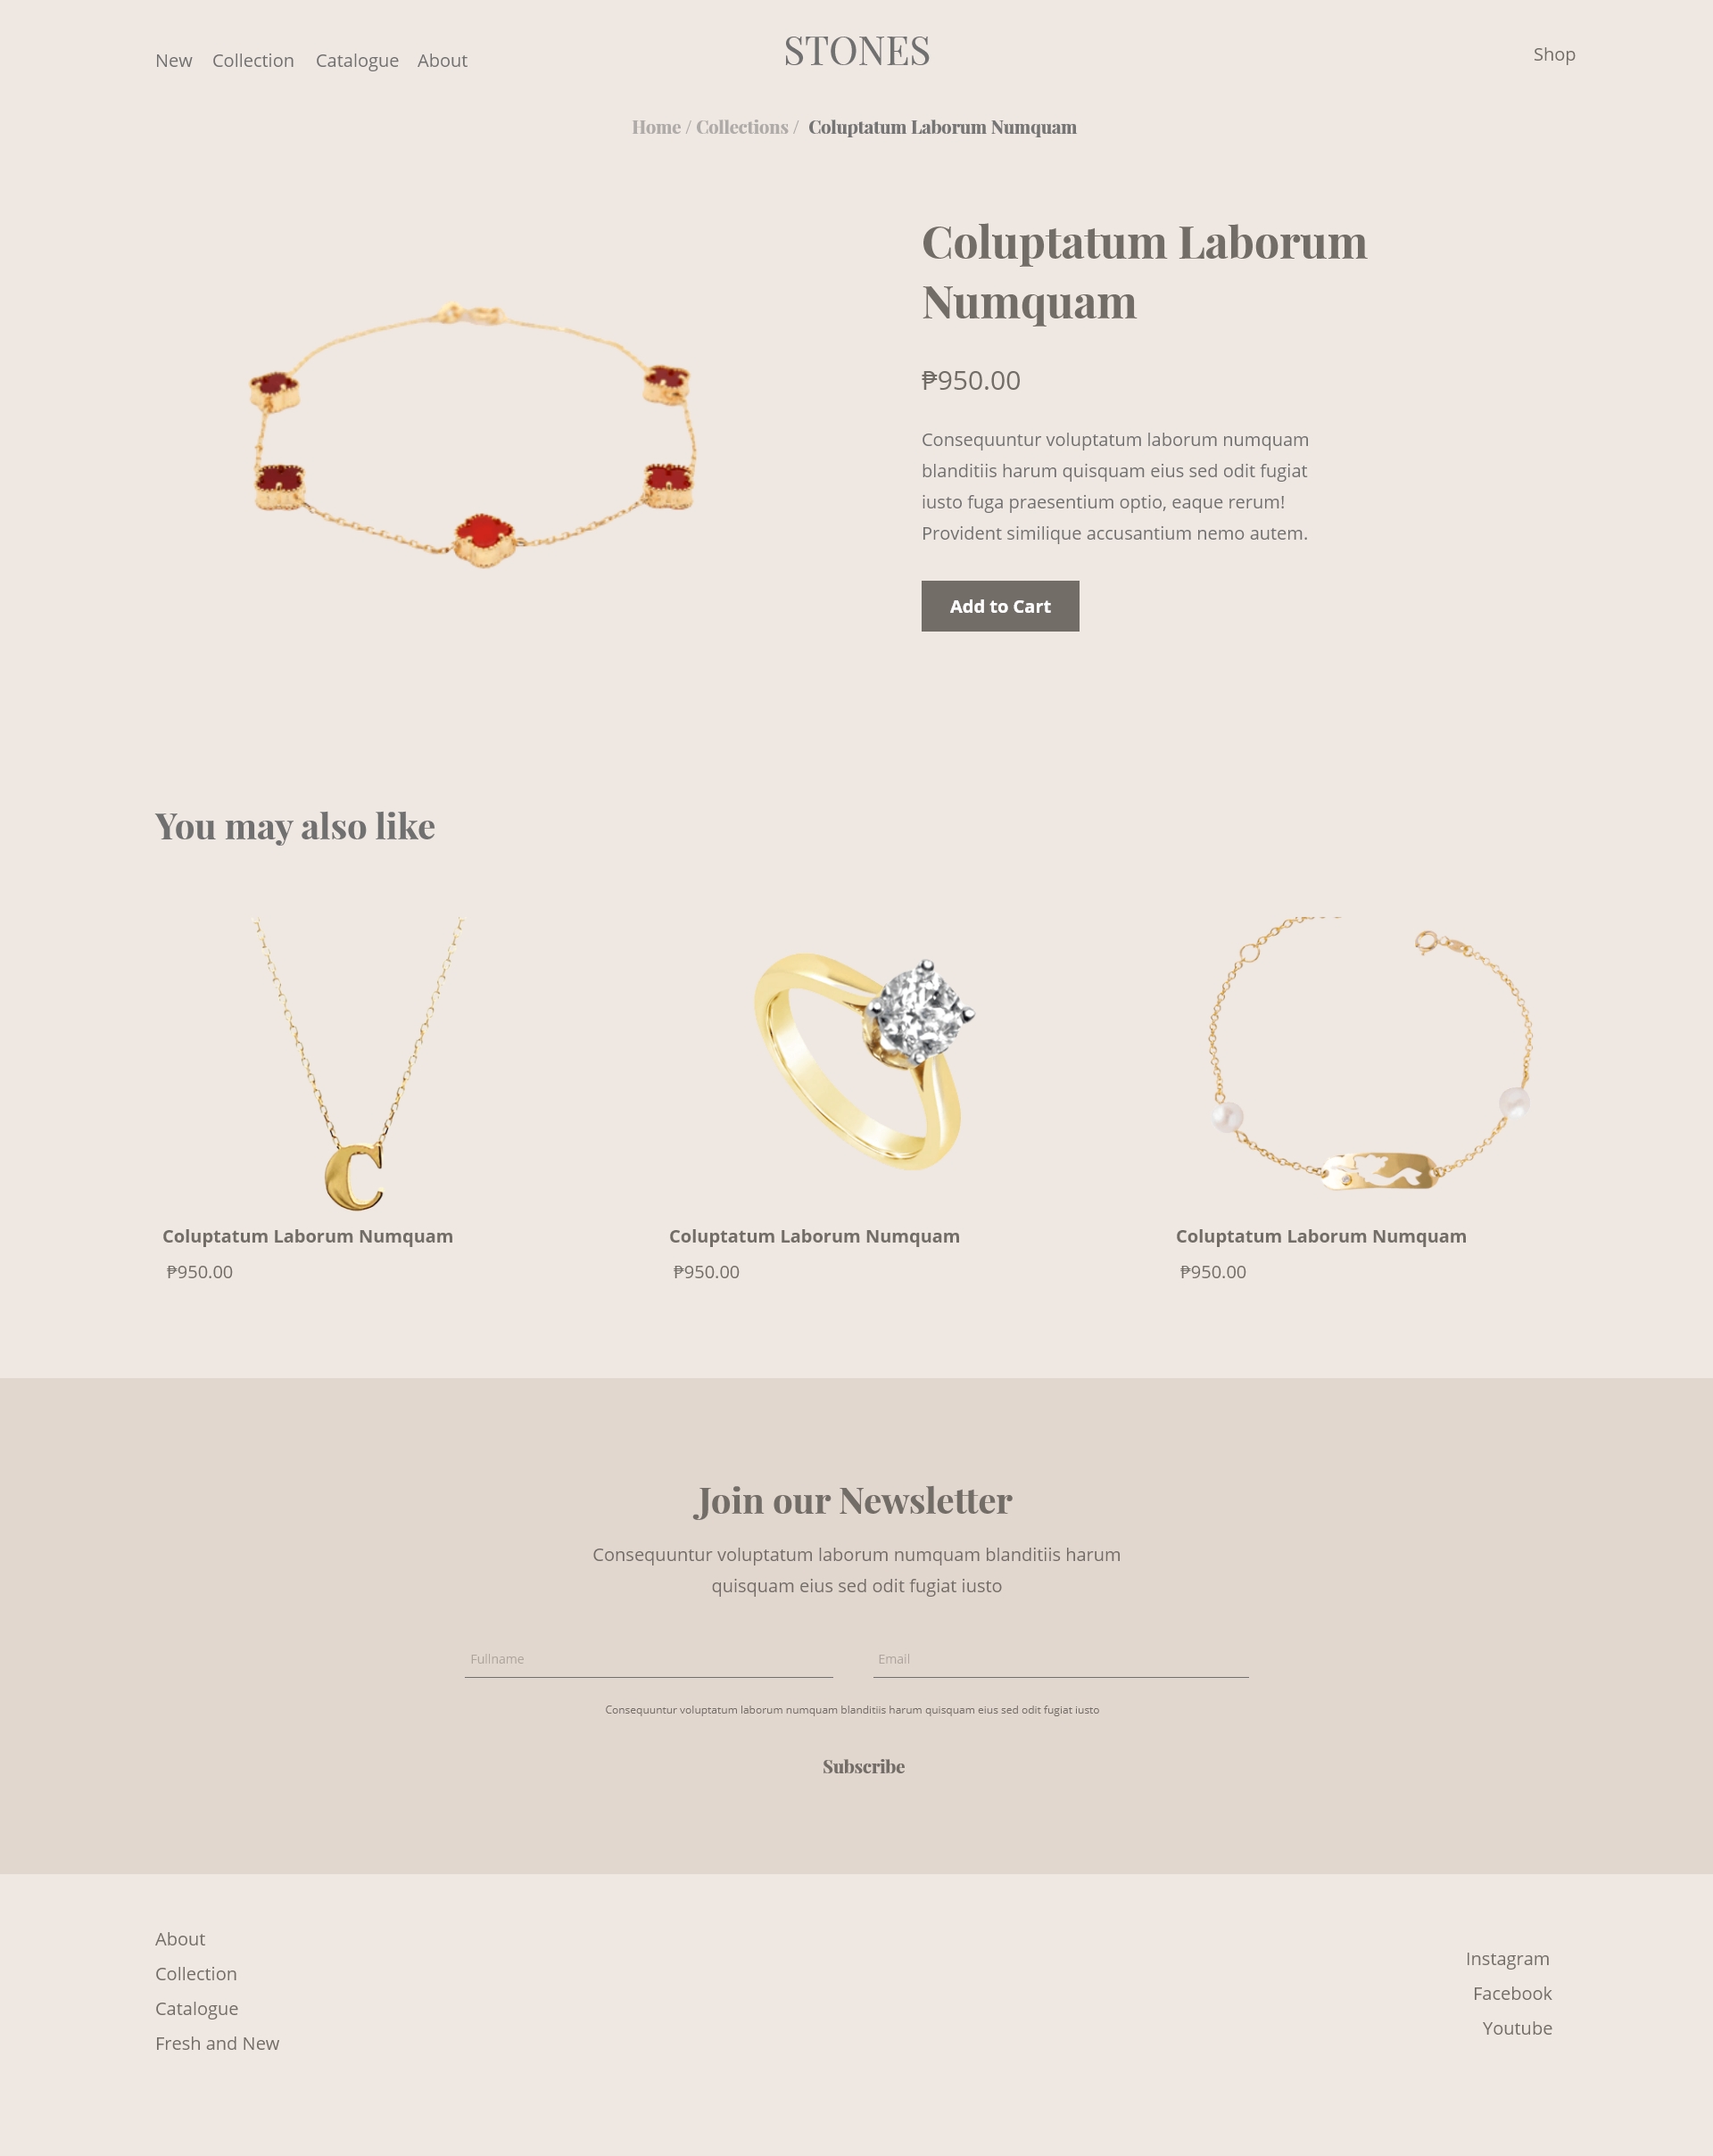 New Collection Catalogue About
STONES
Shop
Home / Collections / Coluptatum Laborum Numquam
Coluptatum Laborum
Numquam
₱950.00
Consequuntur voluptatum laborum numquam
blanditiis harum quisquam eius sed odit fugiat
iusto fuga praesentium optio, eaque rerum!
Provident similique accusantium nemo autem.
Add to Cart
You may also like
C
Coluptatum Laborum Numquam
₱950.00
Coluptatum Laborum Numquam
₱950.00
Coluptatum Laborum Numquam
₱950.00
Join our Newsletter
Consequuntur voluptatum laborum numquam blanditiis harum
quisquam eius sed odit fugiat iusto
Fullname
Email
Consequuntur voluptatum laborum numquam blanditiis harum quisquam eius sed odit fugiat iusto
Subscribe
About
Collection
Catalogue
Fresh and New
Instagram
Facebook
Youtube